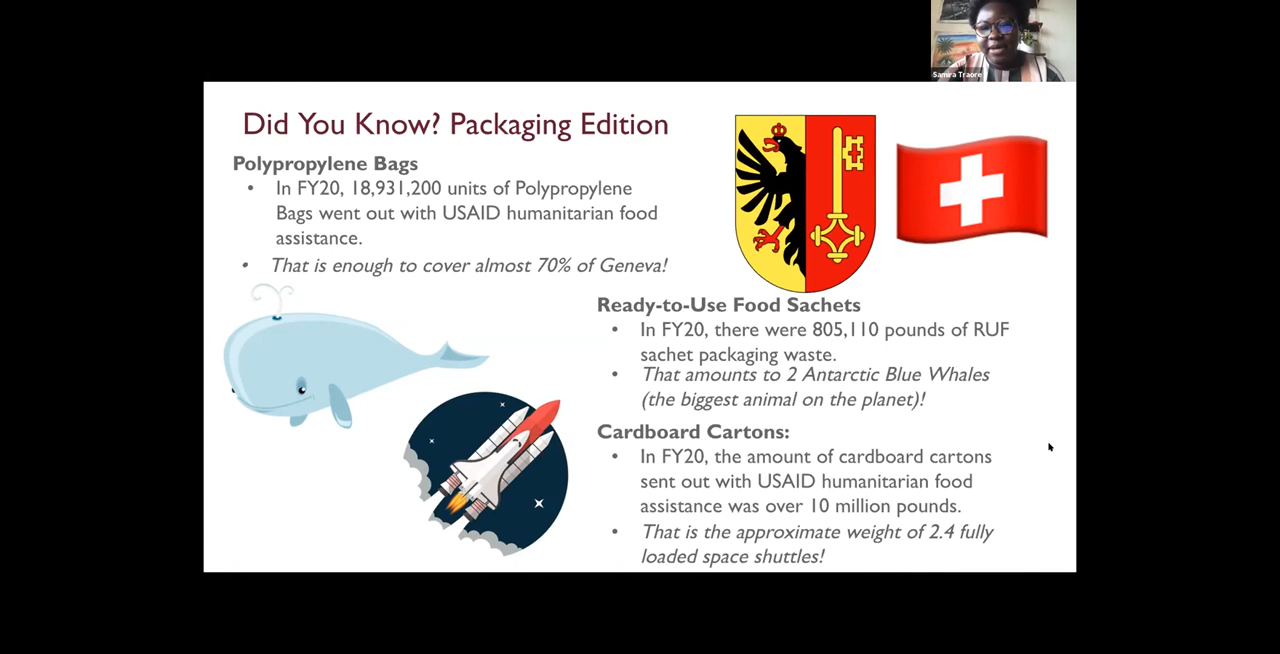 Samira Traore
Did You Know? Packaging Edition
Polypropylene Bags
• In FY20, 18,931,200 units of Polypropylene
Bags went out with USAID humanitarian food
assistance.
• That is enough to cover almost 70% of Geneva!
Ready-to-Use Food Sachets
• In FY20, there were 805,110 pounds of RUF
sachet packaging waste.
• That amounts to 2 Antarctic Blue Whales
(the biggest animal on the planet)!
Cardboard Cartons:
• In FY20, the amount of cardboard cartons
sent out with USAID humanitarian food
assistance was over 10 million pounds.
• That is the approximate weight of 2.4 fully
loaded space shuttles!